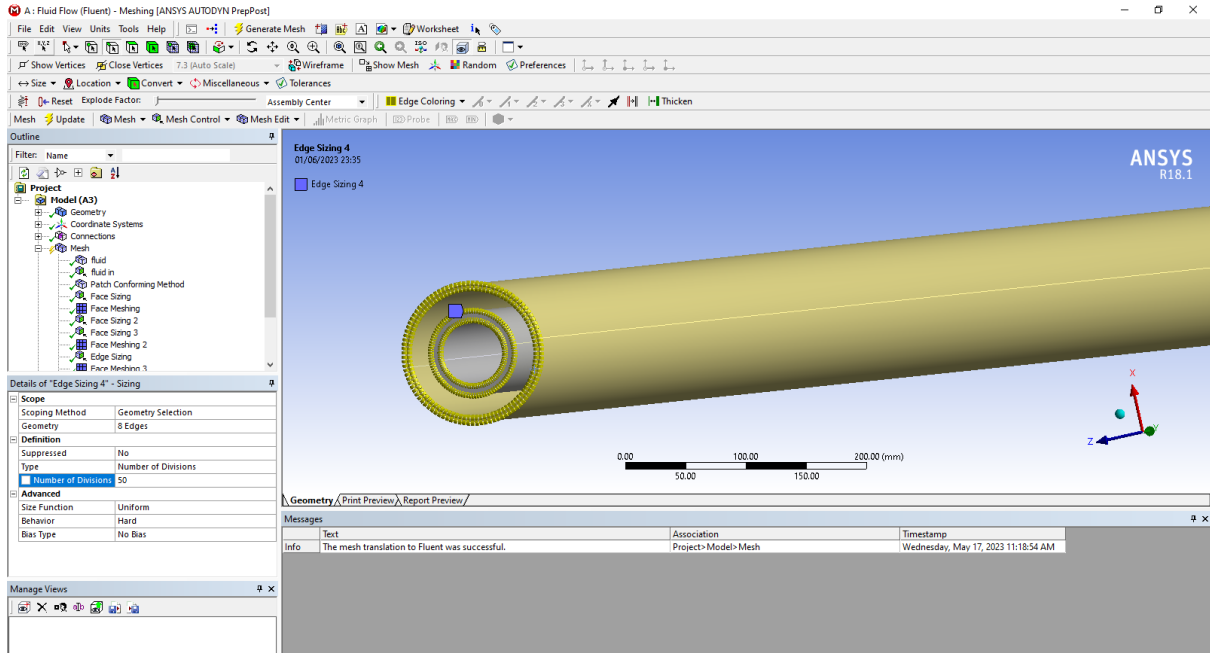 A : Fluid Flow (Fluent) - Meshing [ANSYS AUTODYN PrepPost]
File Edit View Units Tools Help Generate Mesh A Worksheet
Show Vertices Close Vertices 7.3 (Auto Scale) Wireframe Show Mesh Random Preferences
Size Location Convert Miscellaneous Tolerances
Reset Explode Factor: Assembly Center Edge Coloring Thicken
Mesh Update Mesh Mesh Control Mesh Edit Metric Graph Probe
Outline
Filter: Name
Project
Model (A3)
Geometry
Coordinate Systems
Connections
Mesh
fluid
fluid in
Patch Conforming Method
Face Sizing
Face Meshing
Face Sizing 2
Face Sizing 3
Face Meshing 2
Edge Sizing
Face Meshing 3
Details of "Edge Sizing 4" - Sizing
Scope
Scoping Method Geometry Selection
Geometry 8 Edges
Definition
Suppressed No
Type Number of Divisions
Number of Divisions 50
Advanced
Size Function Uniform
Behavior Hard
Bias Type No Bias
Manage Views
Edge Sizing 4
01/06/2023 23:35
Edge Sizing 4
ANSYS
R18.1
X
Z
Y
0.00 100.00 200.00 (mm)
50.00 150.00
Geometry Print Preview Report Preview
Messages
Text Association Timestamp
Info The mesh translation to Fluent was successful. Project>Model>Mesh Wednesday, May 17, 2023 11:18:54 AM